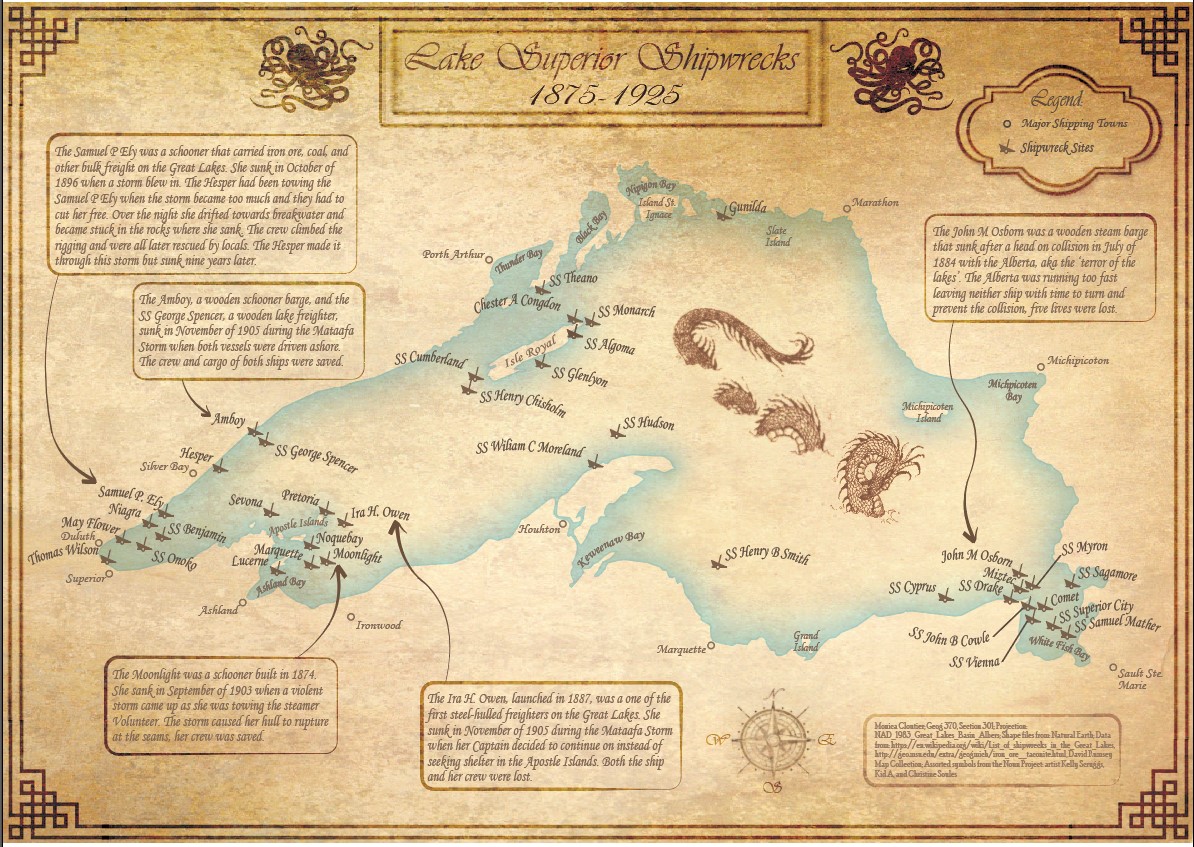 Lake Superior Shipwrecks
1875-1925
Legend:
Major Shipping Towns
Shipwreck Sites
The Samuel P Ely was a schooner that carried iron ore, coal, and
other bulk freight on the Great Lakes. She sunk in October of
1896 when a storm blew in. The Hesper had been towing the
Samuel P Ely when the storm became too much and they had to
cut her free. Over the night she drifted towards breakwater and
became stuck in the rocks where she sank. The crew climbed the
rigging and were all later rescued by locals. The Hesper made it
through this storm but sunk nine years later.
The Amboy, a wooden schooner barge, and the
SS George Spencer, a wooden lake freighter,
sunk in November of 1905 during the Mataafa
Storm when both vessels were driven ashore.
The crew and cargo of both ships were saved.
The John M Osborn was a wooden steam barge
that sunk after a head on collision in July of
1884 with the Alberta, aka the 'terror of the
lakes'. The Alberta was running too fast
leaving neither ship with time to turn and
prevent the collision, five lives were lost.
Nipigon Bay
Island St.
Ignace
Gunilda
Marathon
Black Bay
Slate
Island
Porth Arthur
Thunder Bay
SS Theano
Chester A Congdon
SS Monarch
SS Algoma
Isle Royal
SS Cumberland
SS Glenlyon
SS Henry Chisholm
Michipicoton
Michipicoten
Bay
Michipicoten
Island
Amboy
SS George Spencer
SS Hudson
SS Wiliam C Moreland
Hesper
Silver Bay
Samuel P. Ely
Niagra
May Flower
Duluth
Thomas Wilson
SS Benjamin
SS Onoko
Superior
Sevona
Pretoria
Ira H. Owen
Apostle Islands
Noquebay
Marquette
Moonlight
Lucerne
Ashland Bay
Ashland
Ironwood
Houhton
Keweenaw Bay
SS Henry B Smith
Marquette
Grand
Island
John M Osborn
SS Myron
Miztec
SS Sagamore
SS Cyprus
SS Drake
Comet
SS Superior City
SS Samuel Mather
SS John B Cowle
SS Vienna
White Fish Bay
Sault Ste.
Marie
The Moonlight was a schooner built in 1874.
She sank in September of 1903 when a violent
storm came up as she was towing the steamer
Volunteer. The storm caused her hull to rupture
at the seams, her crew was saved.
The Ira H. Owen, launched in 1887, was a one of the
first steel-hulled freighters on the Great Lakes. She
sunk in November of 1905 during the Mataafa Storm
when her Captain decided to continue on instead of
seeking shelter in the Apostle Islands. Both the ship
and her crew were lost.
N
W E
S
Monica Cloutier; Geog 370, Section 301; Projection:
NAD_1983_Great_Lakes_Basin_Albers; Shape files from Natural Earth; Data
from: https://en.wikipedia.org/wiki/List_of_shipwrecks_in_the_Great_Lakes,
David Rumsey
Map Collection; Assorted symbols from the Noun Project: artist Kelly Scruggs,
Kid A, and Christine Soules